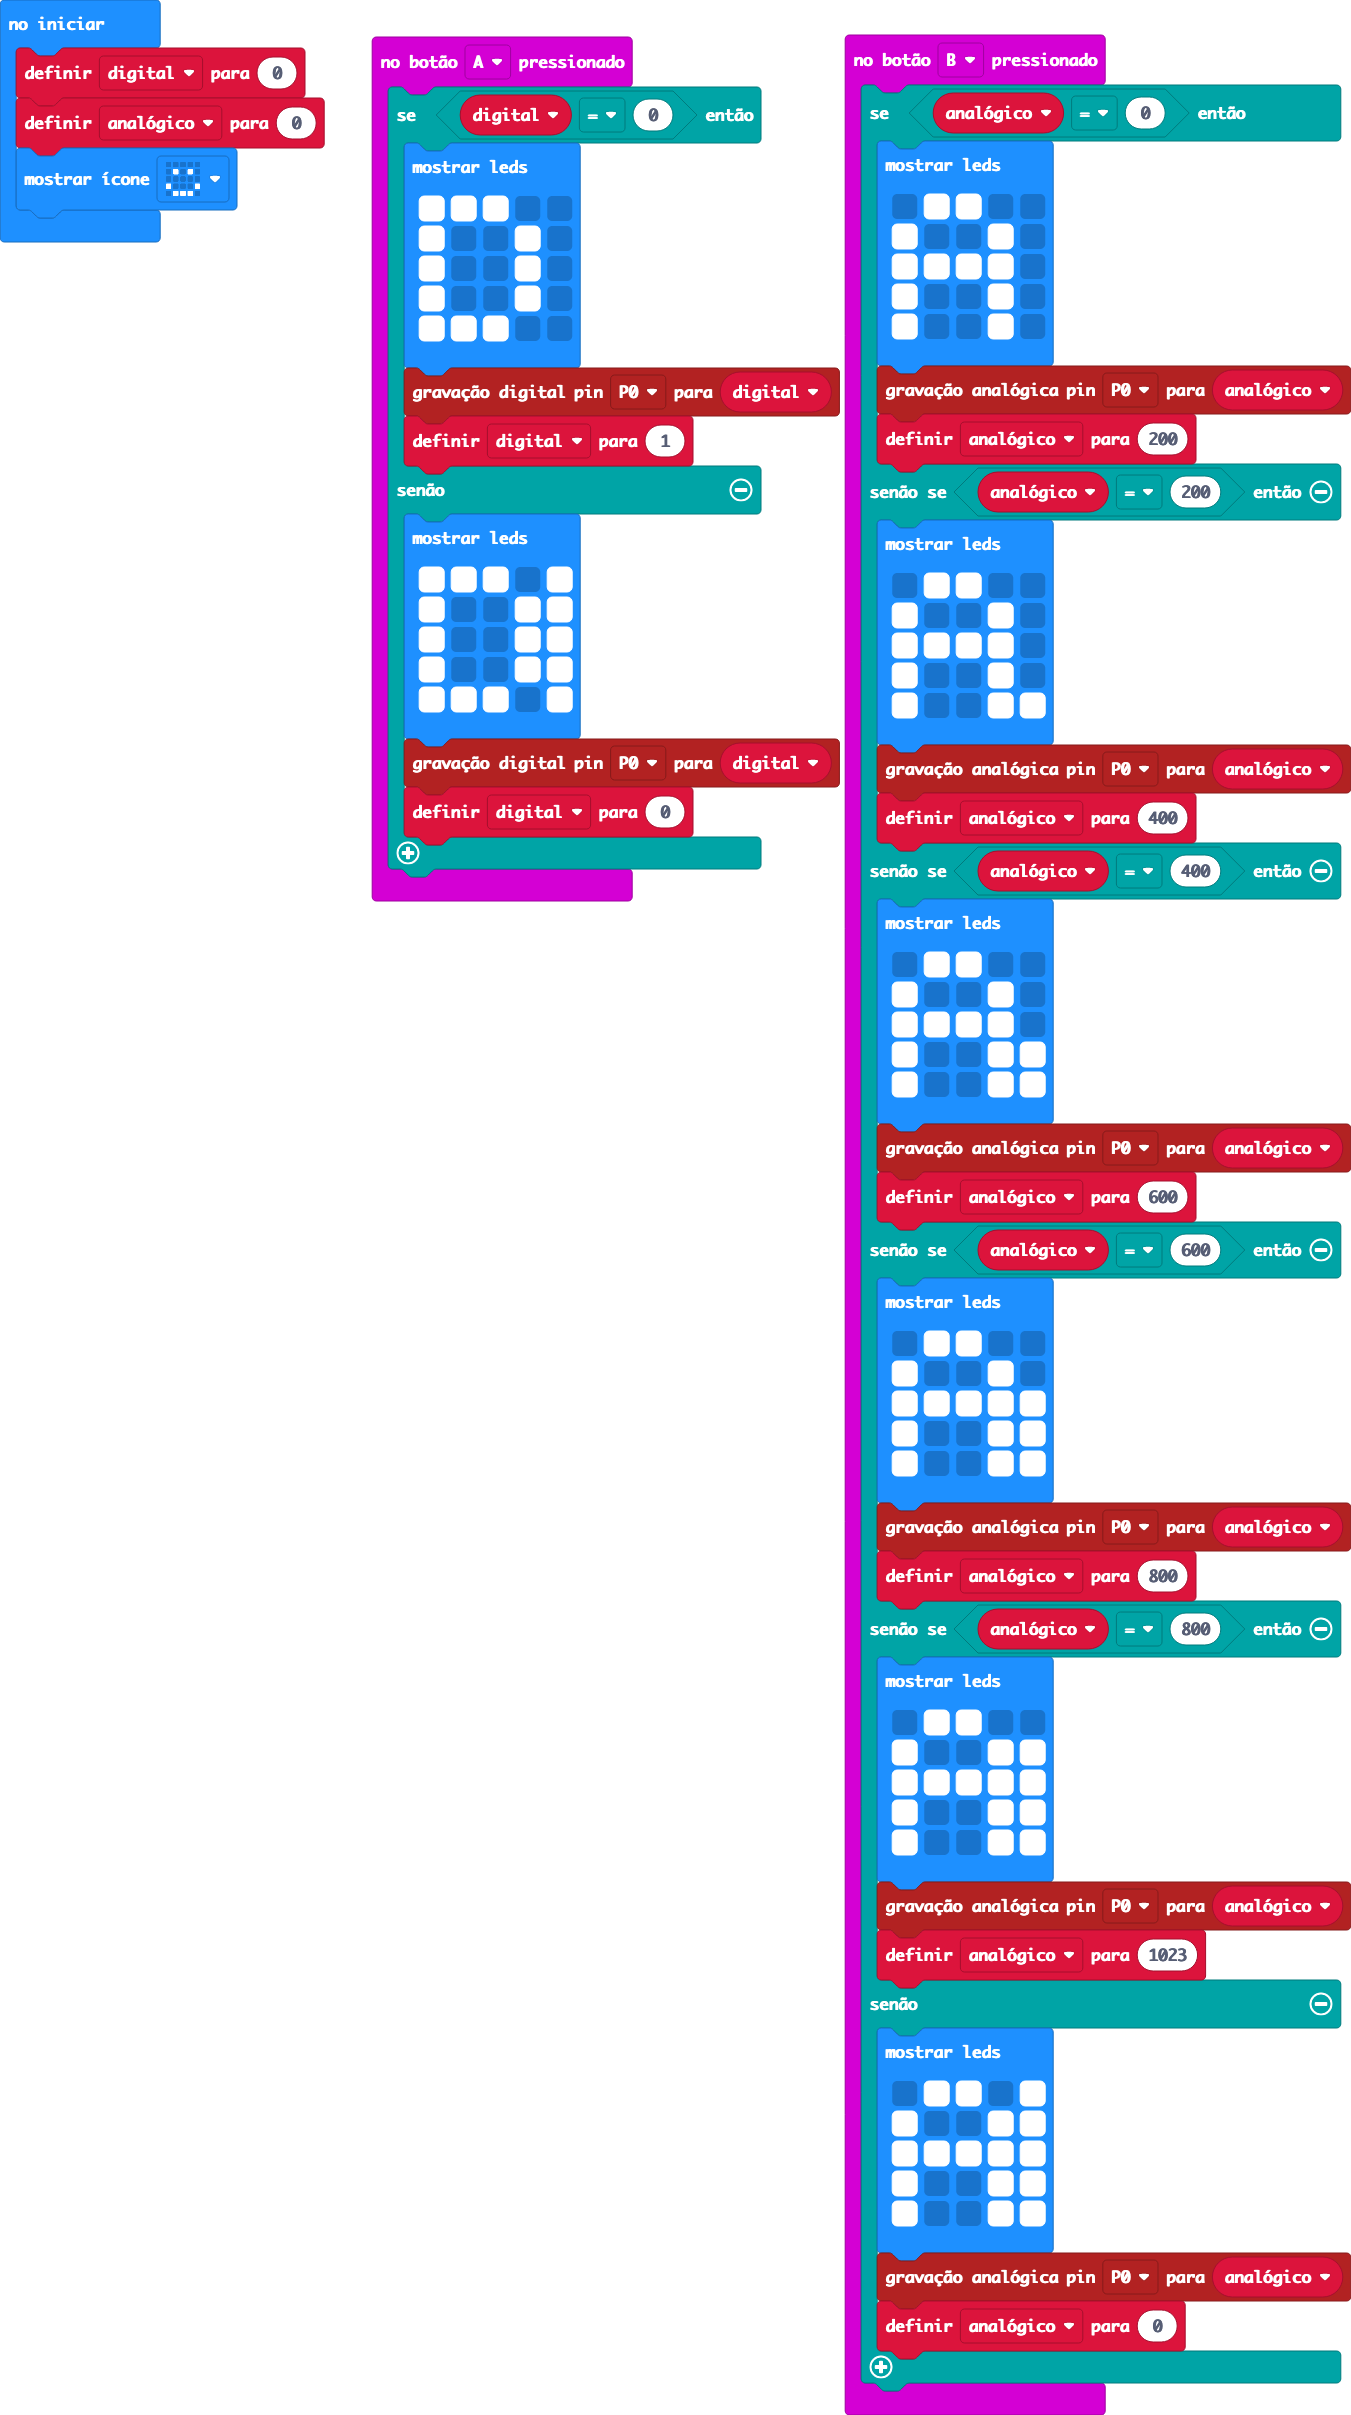 no iniciar
definir digital para 0
definir analógico para 0
mostrar ícone
no botão A pressionado
se digital = 0 então
mostrar leds
gravação digital pin P0 para digital
definir digital para 1
senão
mostrar leds
gravação digital pin P0 para digital
definir digital para 0
no botão B pressionado
se analógico = 0 então
mostrar leds
gravação analógica pin P0 para analógico
definir analógico para 200
senão se analógico = 200 então
mostrar leds
gravação analógica pin P0 para analógico
definir analógico para 400
senão se analógico = 400 então
mostrar leds
gravação analógica pin P0 para analógico
definir analógico para 600
senão se analógico = 600 então
mostrar leds
gravação analógica pin P0 para analógico
definir analógico para 800
senão se analógico = 800 então
mostrar leds
gravação analógica pin P0 para analógico
definir analógico para 1023
senão
mostrar leds
gravação analógica pin P0 para analógico
definir analógico para 0